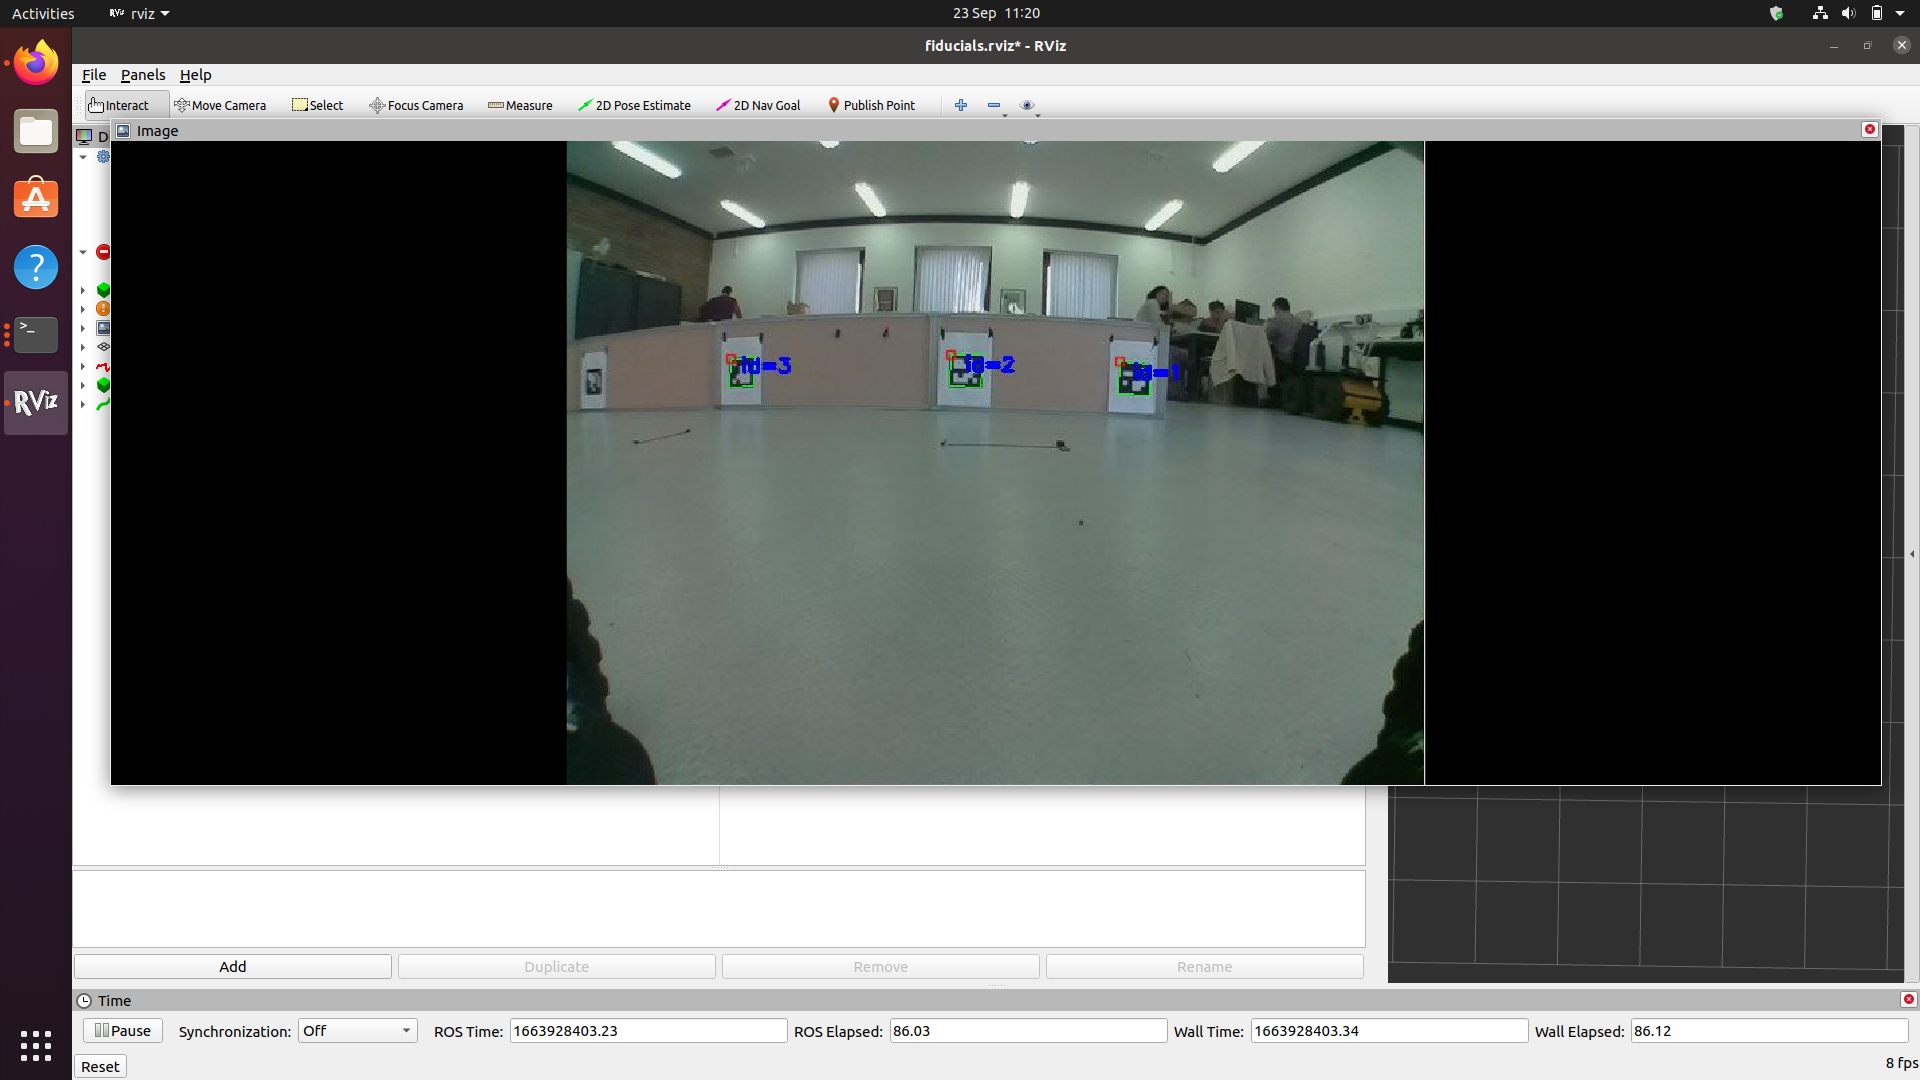 Activities
RViz rviz
23 Sep 11:20
fiducials.rviz* - RViz
File Panels Help
Interact Move Camera Select Focus Camera Measure 2D Pose Estimate 2D Nav Goal Publish Point
D
Image
id=3
id=2
id=1
>_
RViz
Add Duplicate Remove Rename
Time
Pause Synchronization: Off ROS Time: 1663928403.23 ROS Elapsed: 86.03 Wall Time: 1663928403.34 Wall Elapsed: 86.12
Reset
8 fps